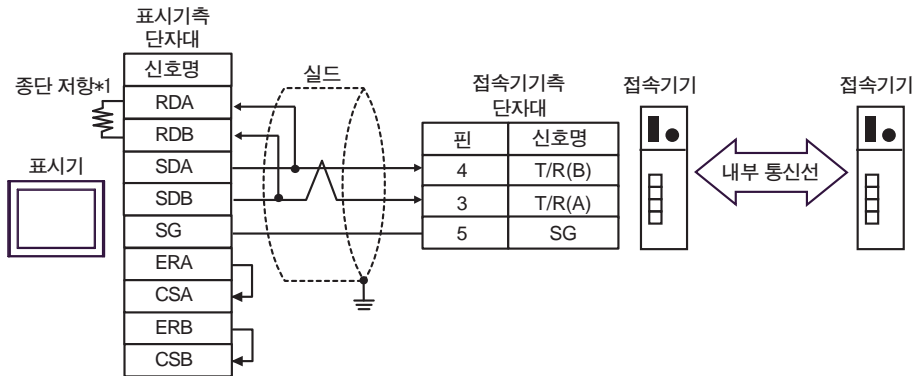 표시기측
단자대
신호명
종단 저항*1
RDA
RDB
SDA
SDB
SG
ERA
CSA
ERB
CSB
표시기
실드
접속기기측
단자대
핀 신호명
4 T/R(B)
3 T/R(A)
5 SG
접속기기
내부 통신선
접속기기